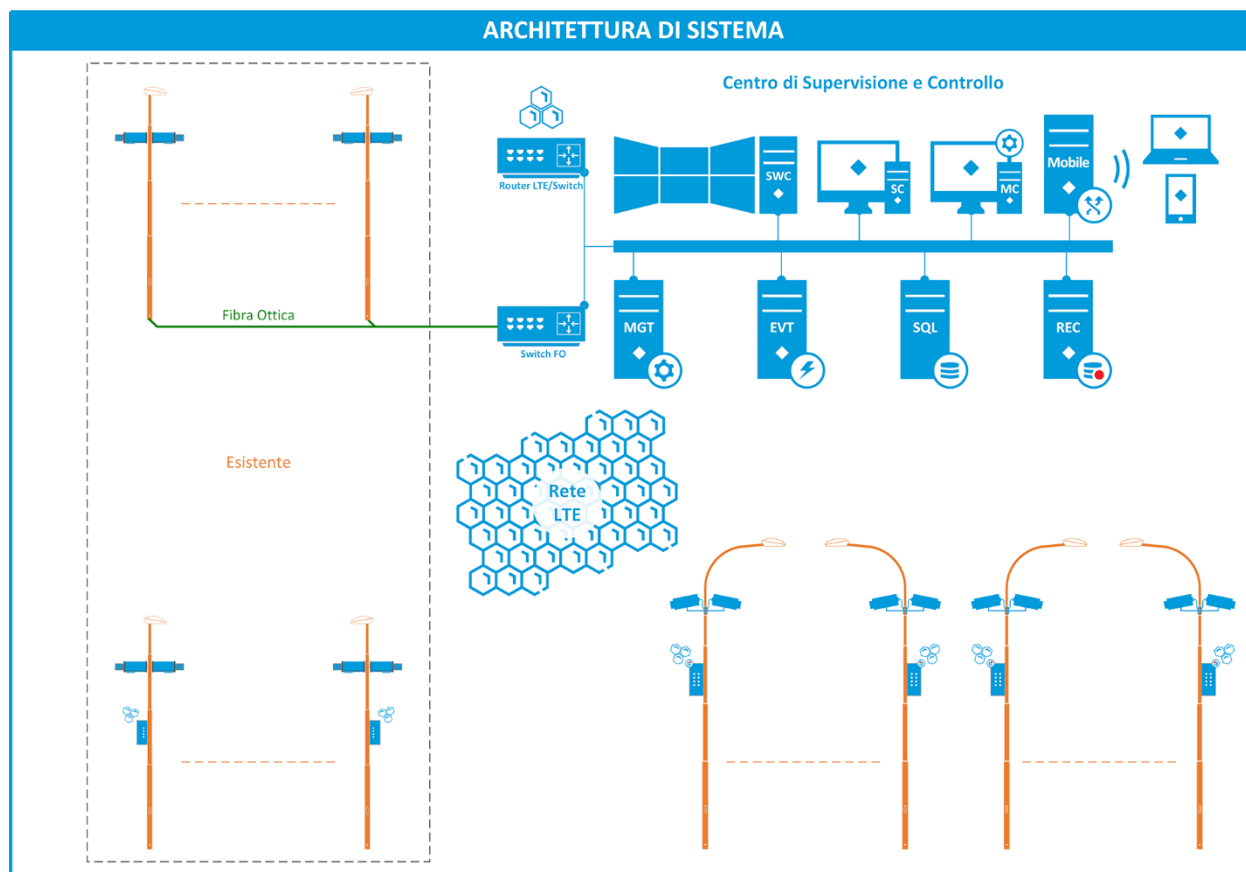 ARCHITETTURA DI SISTEMA
Centro di Supervisione e Controllo
Router LTE/Switch
SWC
SC
MC
Mobile
Fibra Ottica
Switch FO
MGT
EVT
SQL
REC
Esistente
Rete
LTE